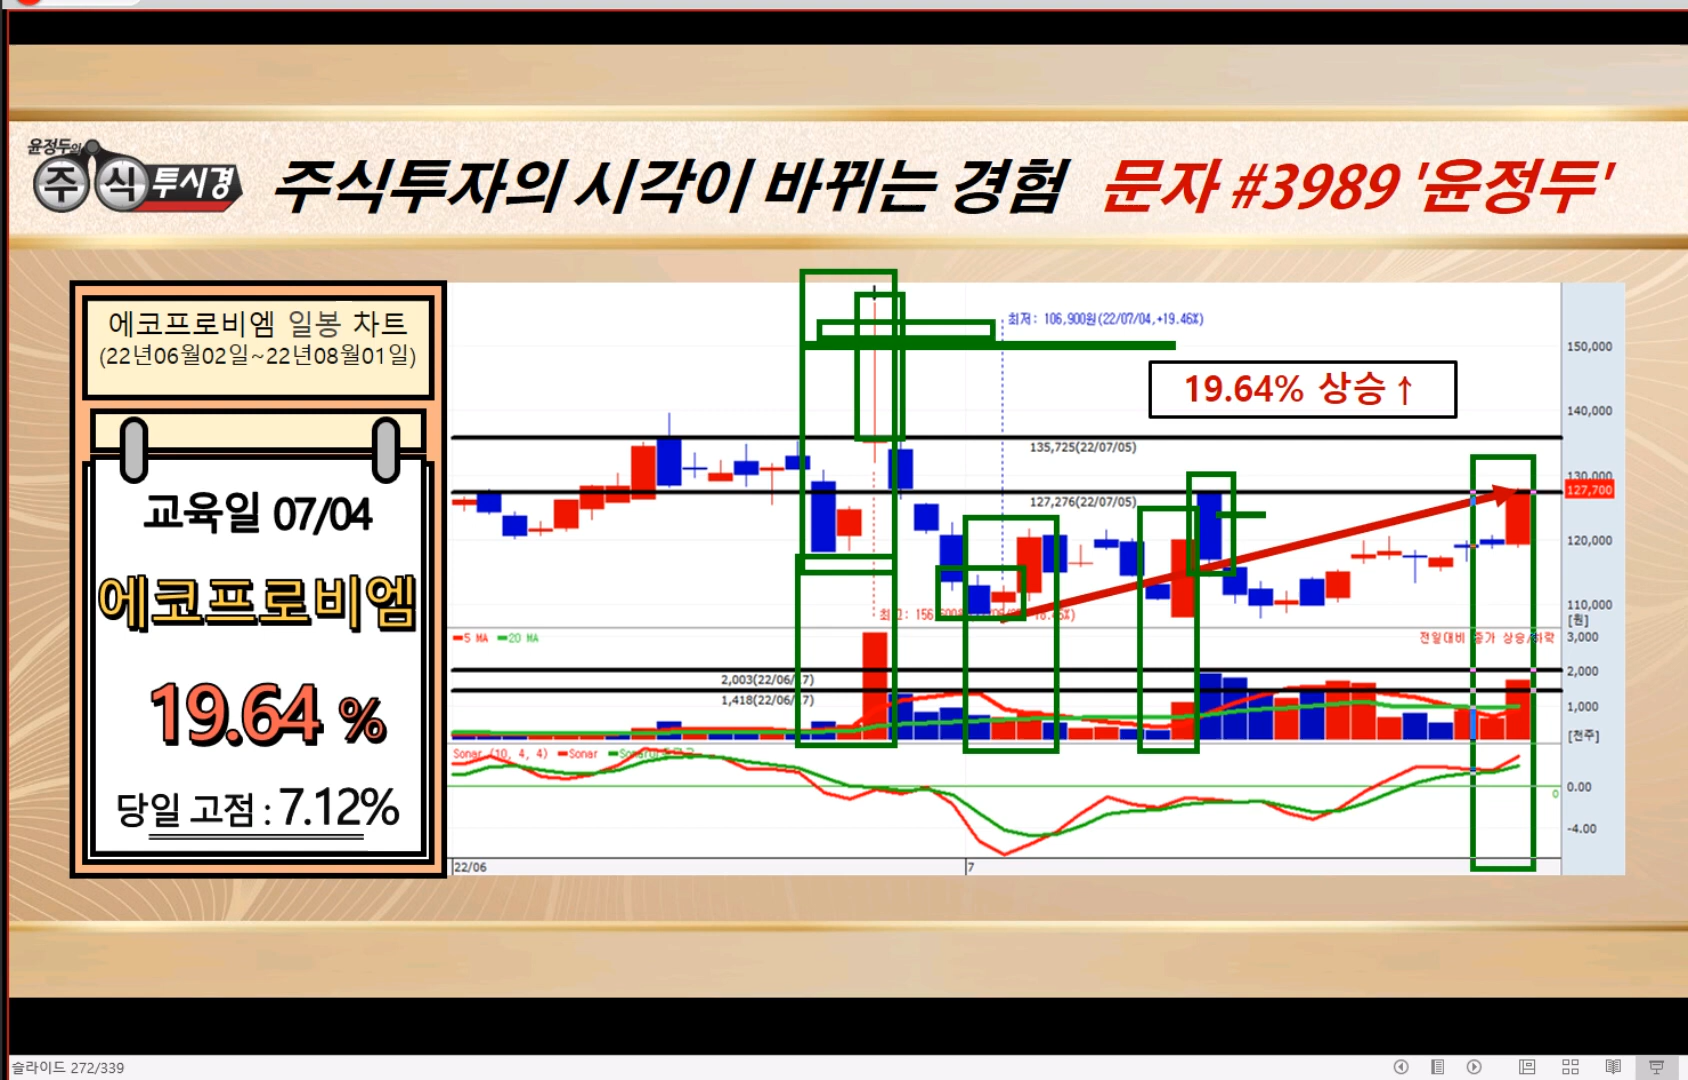 윤정두의
주식투시경
주식투자의 시각이 바뀌는 경험 문자 #3989 '윤정두'
에코프로비엠 일봉 차트
(22년06월02일~22년08월01일)
교육일 07/04
에코프로비엠
19.64 %
당일 고점 : 7.12%
최저: 106,900원(22/07/04,+19.46%)
19.64% 상승 ↑
135,725(22/07/05)
127,276(22/07/05)
150,000
140,000
130,000
127,700
120,000
110,000
[원]
최고: 156,
5 MA 20 MA
전일대비 종가 상승/하락
2,003(22/06/17)
1,418(22/06/17)
3,000
2,000
1,000
[천주]
Sonar (10, 4, 4) Sonar
0.00
0
-4.00
22/06
7
슬라이드 272/339